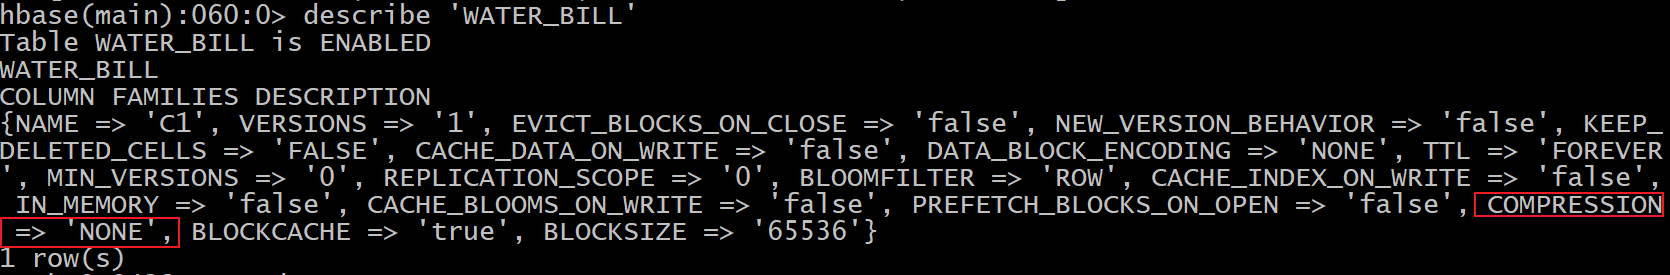 hbase(main):060:0> describe 'WATER_BILL'
Table WATER_BILL is ENABLED
WATER_BILL
COLUMN FAMILIES DESCRIPTION
{NAME => 'C1', VERSIONS => '1', EVICT_BLOCKS_ON_CLOSE => 'false', NEW_VERSION_BEHAVIOR => 'false', KEEP_
DELETED_CELLS => 'FALSE', CACHE_DATA_ON_WRITE => 'false', DATA_BLOCK_ENCODING => 'NONE', TTL => 'FOREVER
', MIN_VERSIONS => '0', REPLICATION_SCOPE => '0', BLOOMFILTER => 'ROW', CACHE_INDEX_ON_WRITE => 'false',
IN_MEMORY => 'false', CACHE_BLOOMS_ON_WRITE => 'false', PREFETCH_BLOCKS_ON_OPEN => 'false', COMPRESSION
=> 'NONE', BLOCKCACHE => 'true', BLOCKSIZE => '65536'}
1 row(s)